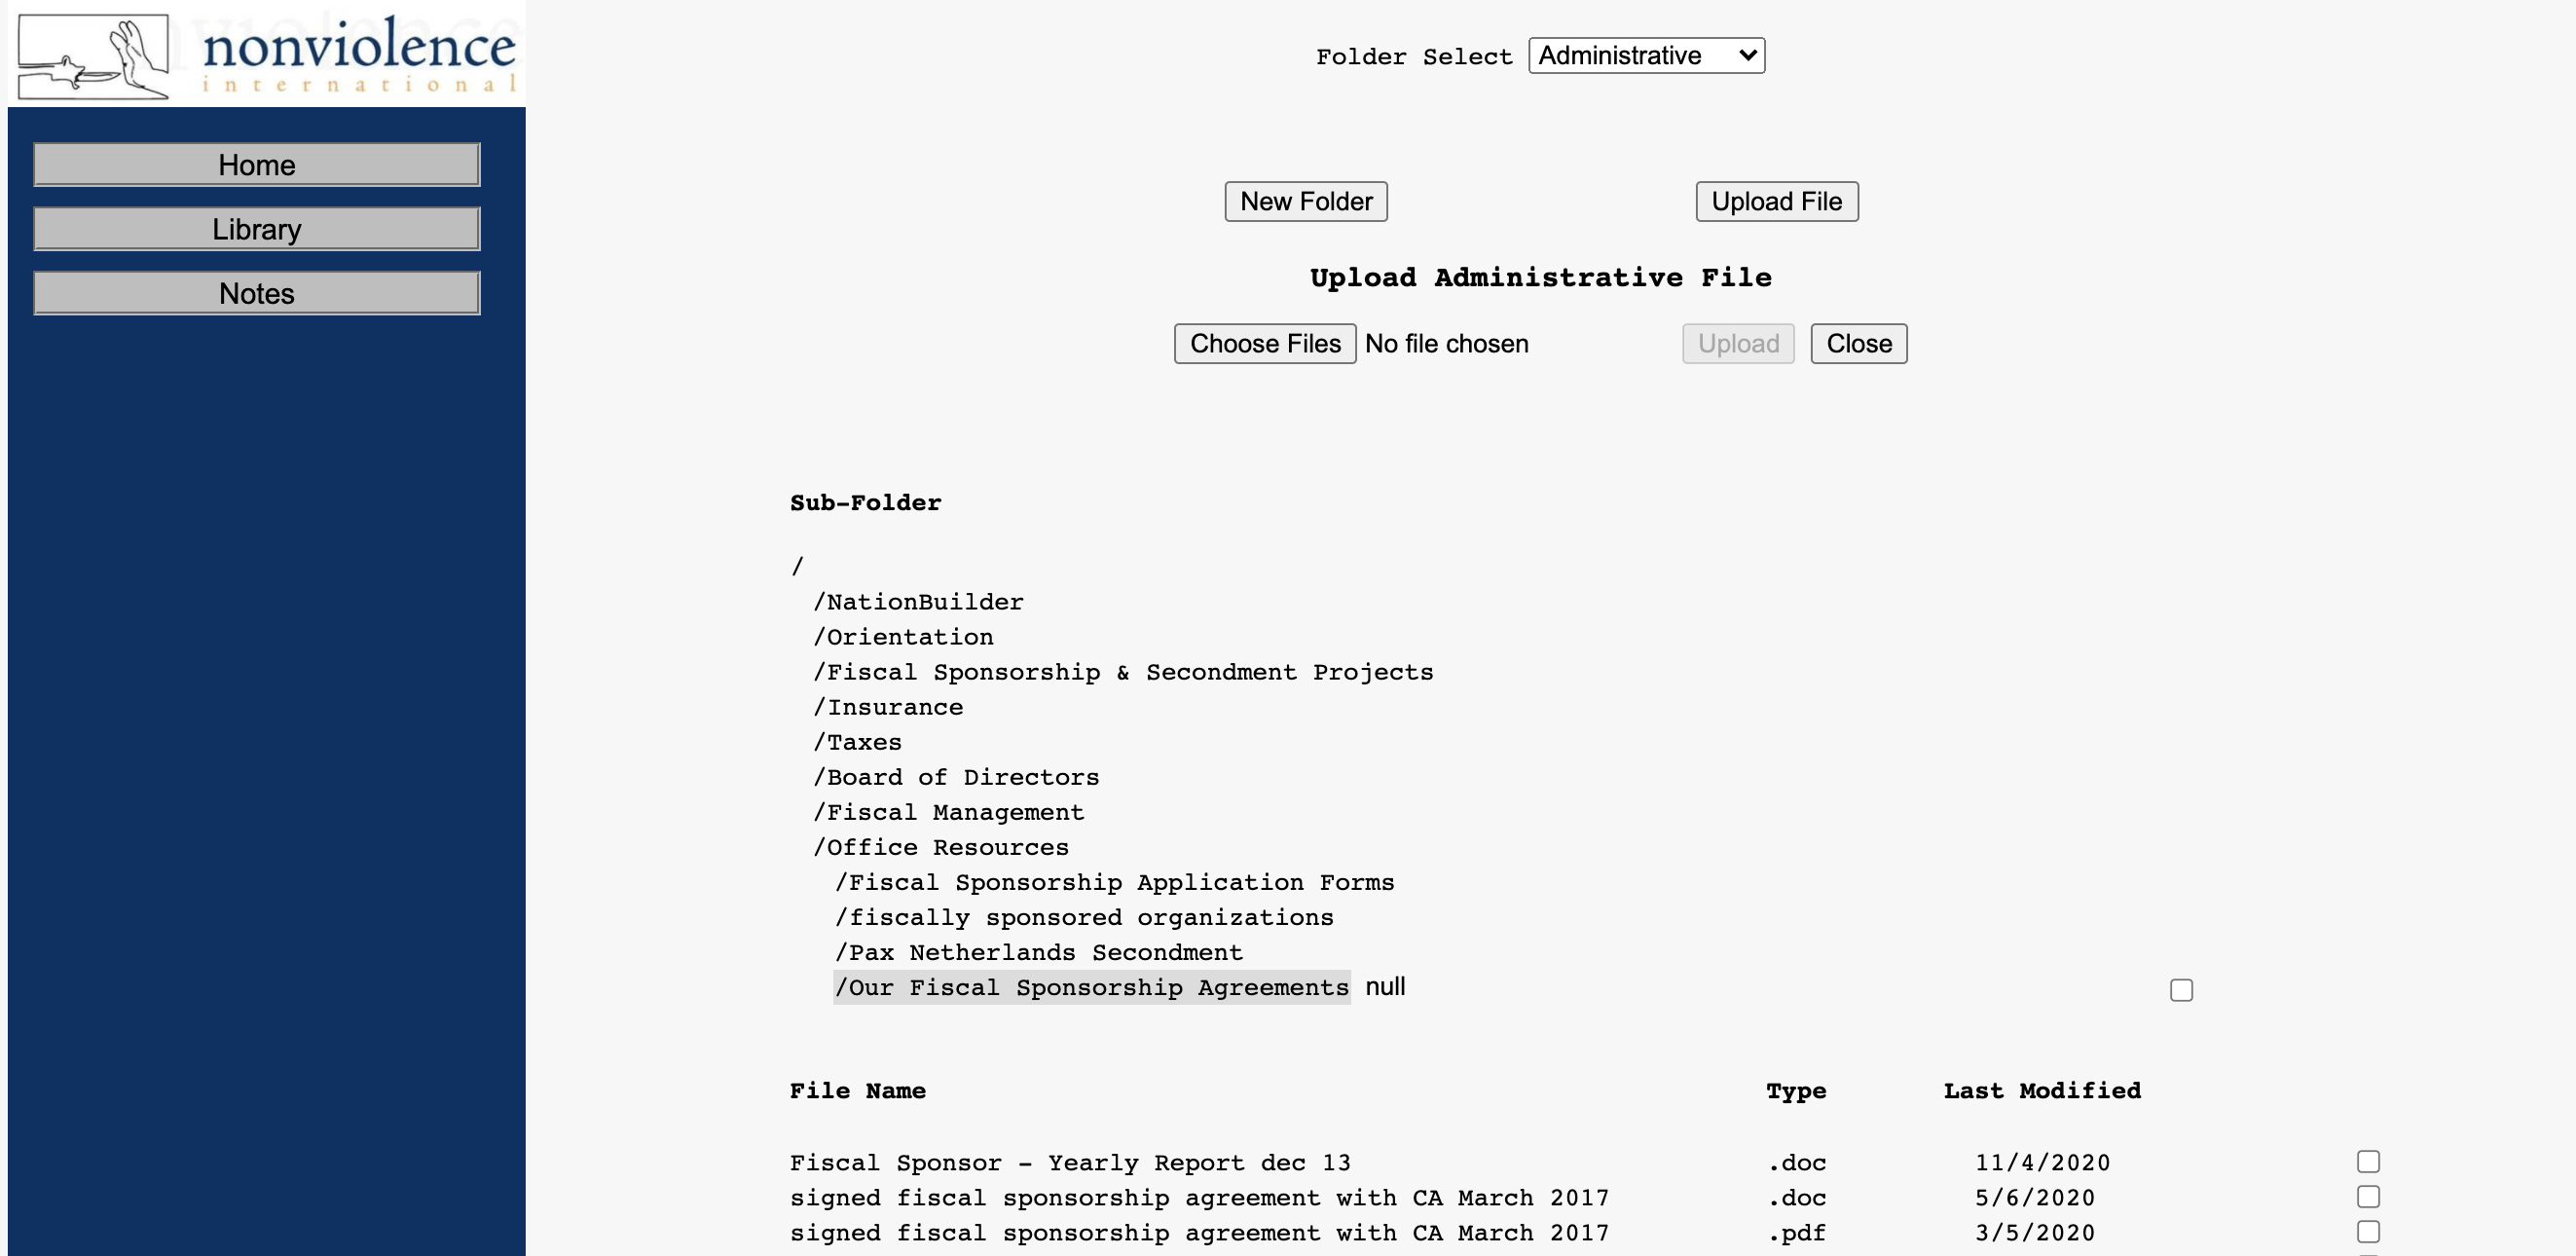 nonviolence
international
Home
Library
Notes
Folder Select Administrative
New Folder Upload File
Upload Administrative File
Choose Files No file chosen Upload Close
Sub-Folder
/
/NationBuilder
/Orientation
/Fiscal Sponsorship & Secondment Projects
/Insurance
/Taxes
/Board of Directors
/Fiscal Management
/Office Resources
/Fiscal Sponsorship Application Forms
/fiscally sponsored organizations
/Pax Netherlands Secondment
/Our Fiscal Sponsorship Agreements null
File Name Type Last Modified
Fiscal Sponsor - Yearly Report dec 13 .doc 11/4/2020
signed fiscal sponsorship agreement with CA March 2017 .doc 5/6/2020
signed fiscal sponsorship agreement with CA March 2017 .pdf 3/5/2020